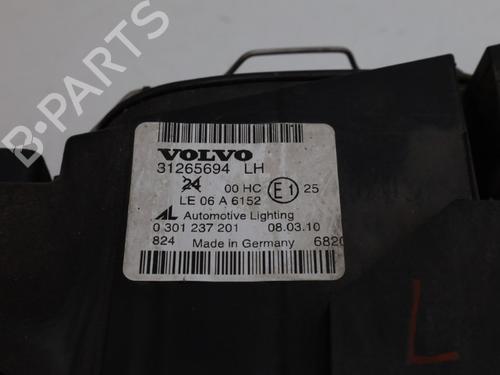 B-PARTS
VOLVO
31265694 LH
24 00 HC E1 25
LE 06 A 6152
AL Automotive Lighting
0 301 237 201 08.03.10
824 Made in Germany 6820
L